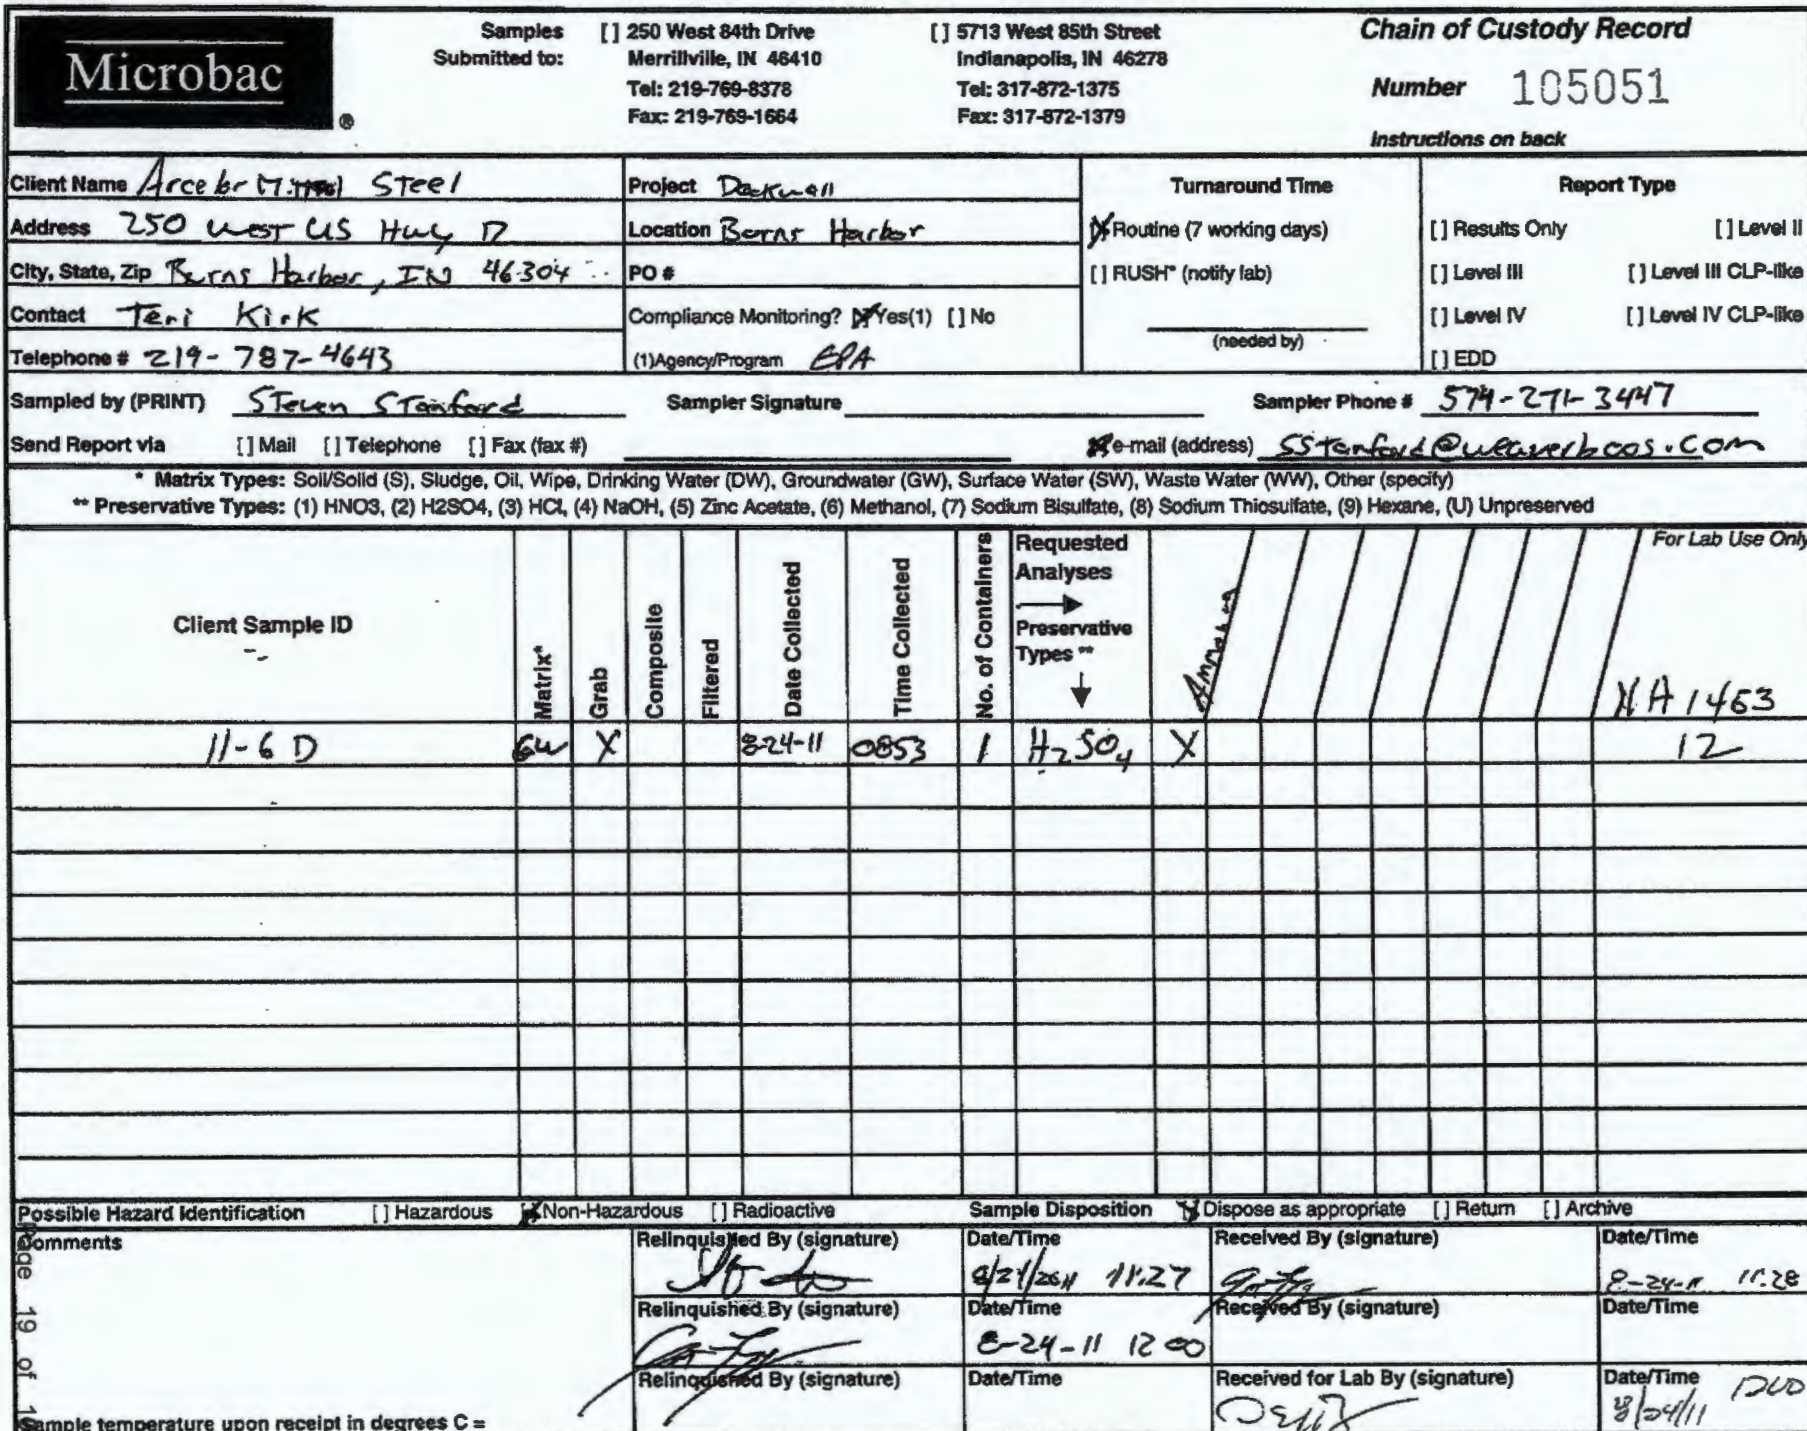 Microbac ®
Samples Submitted to:
[ ] 250 West 84th Drive
Merrillville, IN 46410
Tel: 219-769-8378
Fax: 219-769-1664
[ ] 5713 West 85th Street
Indianapolis, IN 46278
Tel: 317-872-1375
Fax: 317-872-1379
Chain of Custody Record
Number 105051
Instructions on back
Client Name Arcelor Mittal Steel
Address 250 West US Hwy 12
City, State, Zip Burns Harbor, IN 46304
Contact Teri Kirk
Telephone # 219-787-4643
Project Deckwall
Location Burns Harbor
PO #
Compliance Monitoring? [X] Yes(1) [ ] No
(1)Agency/Program EPA
Turnaround Time
[X] Routine (7 working days)
[ ] RUSH* (notify lab)
(needed by)
Report Type
[ ] Results Only [ ] Level II
[ ] Level III [ ] Level III CLP-like
[ ] Level IV [ ] Level IV CLP-like
[ ] EDD
Sampled by (PRINT) Steven Stanford Sampler Signature Sampler Phone # 574-271-3447
Send Report via [ ] Mail [ ] Telephone [ ] Fax (fax #) [X] e-mail (address) SStanford@weaverboos.com
* Matrix Types: Soil/Solid (S), Sludge, Oil, Wipe, Drinking Water (DW), Groundwater (GW), Surface Water (SW), Waste Water (WW), Other (specify)
** Preservative Types: (1) HNO3, (2) H2SO4, (3) HCl, (4) NaOH, (5) Zinc Acetate, (6) Methanol, (7) Sodium Bisulfate, (8) Sodium Thiosulfate, (9) Hexane, (U) Unpreserved
Client Sample ID
Matrix*
Grab
Composite
Filtered
Date Collected
Time Collected
No. of Containers
Requested Analyses
Preservative Types **
Ammonia
For Lab Use Only
11-6 D GW X 8-24-11 0853 1 H2SO4 X 12
Possible Hazard Identification [ ] Hazardous [X] Non-Hazardous [ ] Radioactive Sample Disposition [X] Dispose as appropriate [ ] Return [ ] Archive
Comments
Relinquished By (signature) Date/Time 8/24/2011 11:27 Received By (signature) Date/Time 8-24-11 11:28
Relinquished By (signature) Date/Time 8-24-11 12 00 Received By (signature) Date/Time
Relinquished By (signature) Date/Time Received for Lab By (signature) Date/Time 8/24/11
Sample temperature upon receipt in degrees C =
Page 19 of